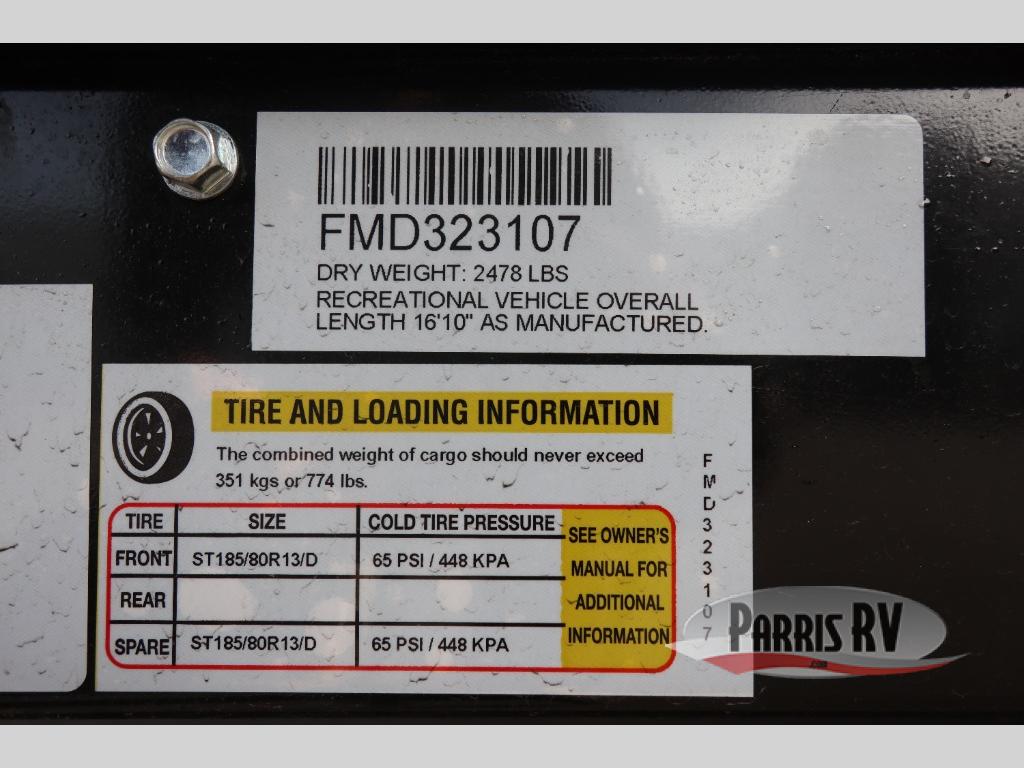 FMD323107
DRY WEIGHT: 2478 LBS
RECREATIONAL VEHICLE OVERALL
LENGTH 16'10" AS MANUFACTURED.
TIRE AND LOADING INFORMATION
The combined weight of cargo should never exceed
351 kgs or 774 lbs.
TIRE SIZE COLD TIRE PRESSURE
FRONT ST185/80R13/D 65 PSI / 448 KPA
REAR
SPARE ST185/80R13/D 65 PSI / 448 KPA
SEE OWNER'S
MANUAL FOR
ADDITIONAL
INFORMATION
FMD323107
PARRIS RV
.com